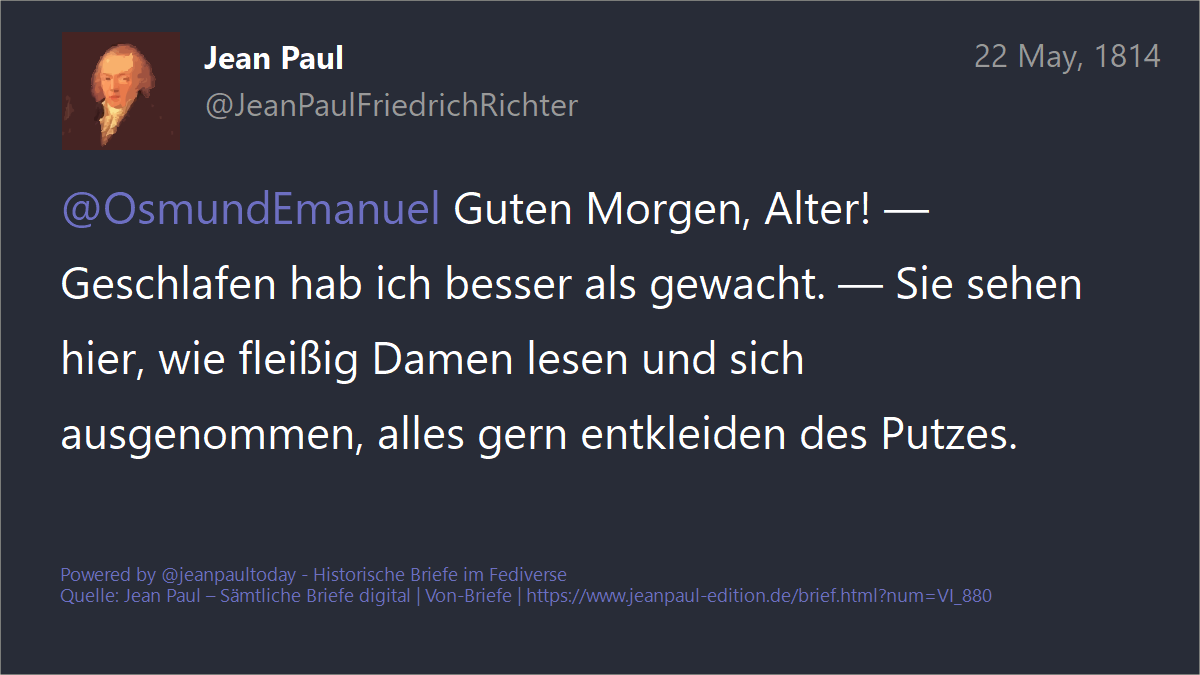 Jean Paul
22 May, 1814
@JeanPaulFriedrichRichter
@OsmundEmanuel Guten Morgen, Alter! —
Geschlafen hab ich besser als gewacht. — Sie sehen
hier, wie fleißig Damen lesen und sich
ausgenommen, alles gern entkleiden des Putzes.
Powered by @jeanpaultoday - Historische Briefe im Fediverse
Quelle: Jean Paul – Sämtliche Briefe digital | Von-Briefe | https://www.jeanpaul-edition.de/brief.html?num=VI_880